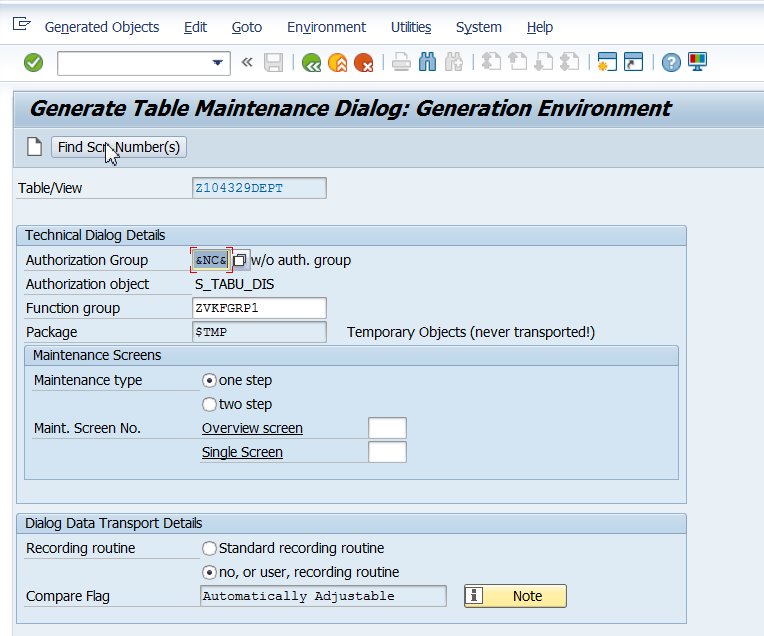 Generated Objects Edit Goto Environment Utilities System Help
Generate Table Maintenance Dialog: Generation Environment
Find Scr. Number(s)
Table/View Z104329DEPT
Technical Dialog Details
Authorization Group &NC& w/o auth. group
Authorization object S_TABU_DIS
Function group ZVKFGRP1
Package $TMP Temporary Objects (never transported!)
Maintenance Screens
Maintenance type one step
two step
Maint. Screen No. Overview screen
Single Screen
Dialog Data Transport Details
Recording routine Standard recording routine
no, or user, recording routine
Compare Flag Automatically Adjustable Note